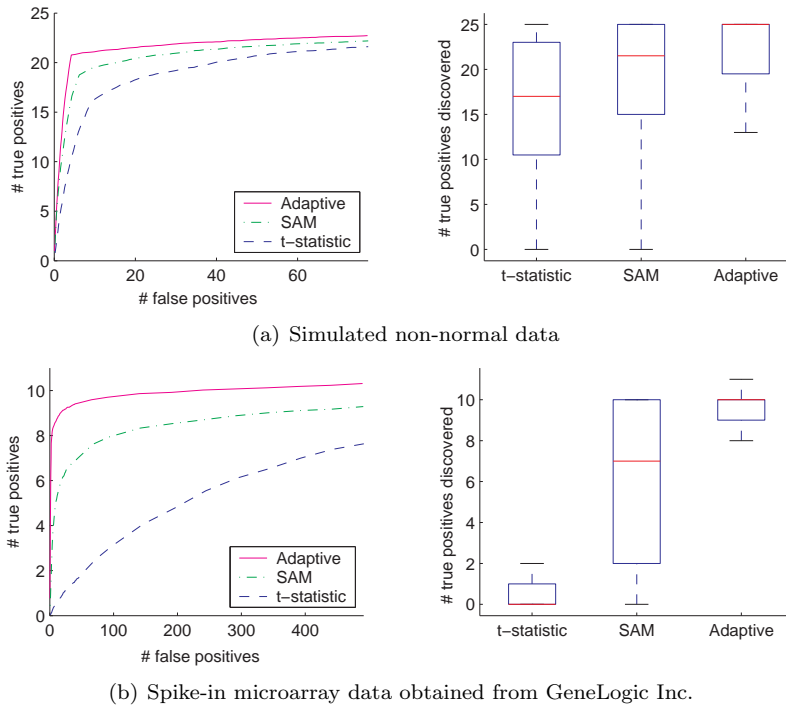 # true positives
25
20
15
10
5
0
0 20 40 60
# false positives
Adaptive
SAM
t−statistic
# true positives discovered
25
20
15
10
5
0
t−statistic SAM Adaptive
(a) Simulated non-normal data
# true positives
10
8
6
4
2
0
0 100 200 300 400
# false positives
Adaptive
SAM
t−statistic
# true positives discovered
10
8
6
4
2
0
t−statistic SAM Adaptive
(b) Spike-in microarray data obtained from GeneLogic Inc.